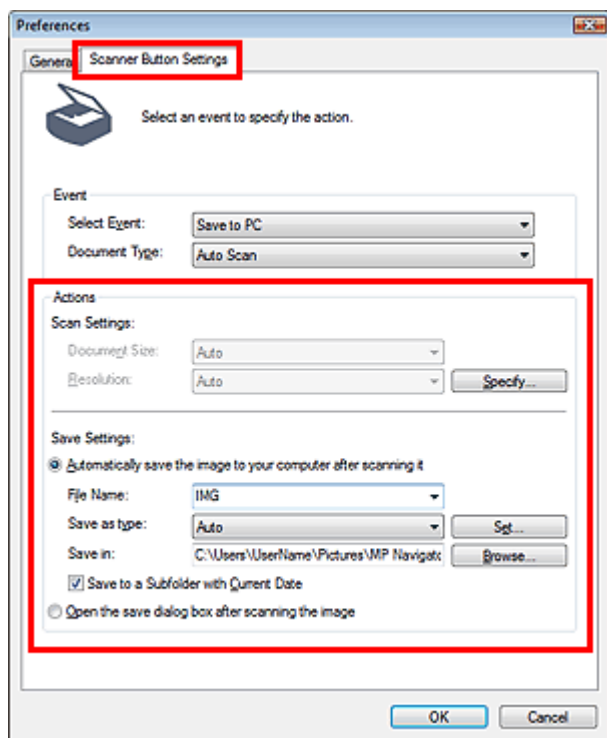 Preferences
General
Scanner Button Settings
Select an event to specify the action.
Event
Select Event: Save to PC
Document Type: Auto Scan
Actions
Scan Settings:
Document Size: Auto
Resolution: Auto Specify...
Save Settings:
Automatically save the image to your computer after scanning it
File Name: IMG
Save as type: Auto Set...
Save in: C:\Users\UserName\Pictures\MP Navigato Browse...
Save to a Subfolder with Current Date
Open the save dialog box after scanning the image
OK Cancel